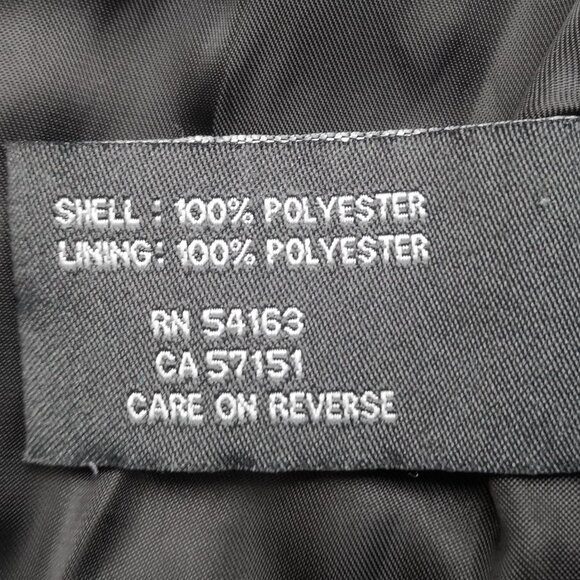 SHELL : 100% POLYESTER
LINING: 100% POLYESTER
RN 54163
CA 57151
CARE ON REVERSE